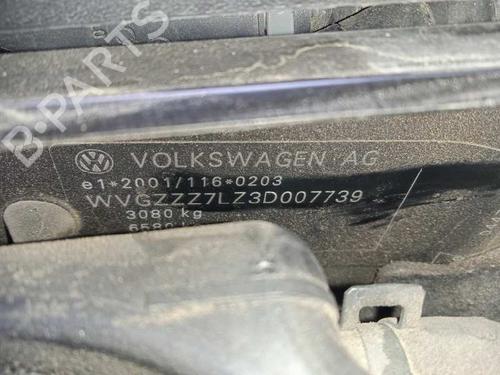 B-PARTS
VOLKSWAGEN AG
e1*2001/116*0203
WVGZZZ7LZ3D007739
3080 kg